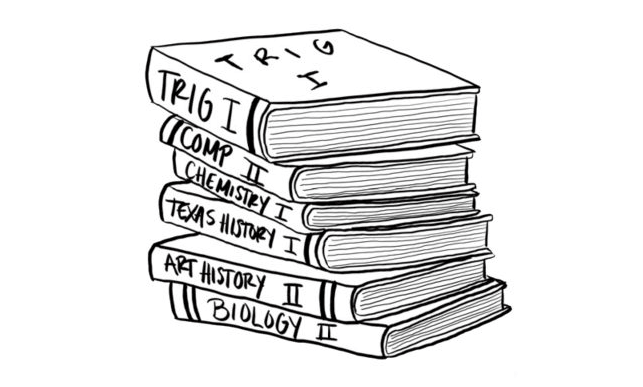 TRIG
I
TRIG I
COMP II
CHEMISTRY I
TEXAS HISTORY I
ART HISTORY II
BIOLOGY II